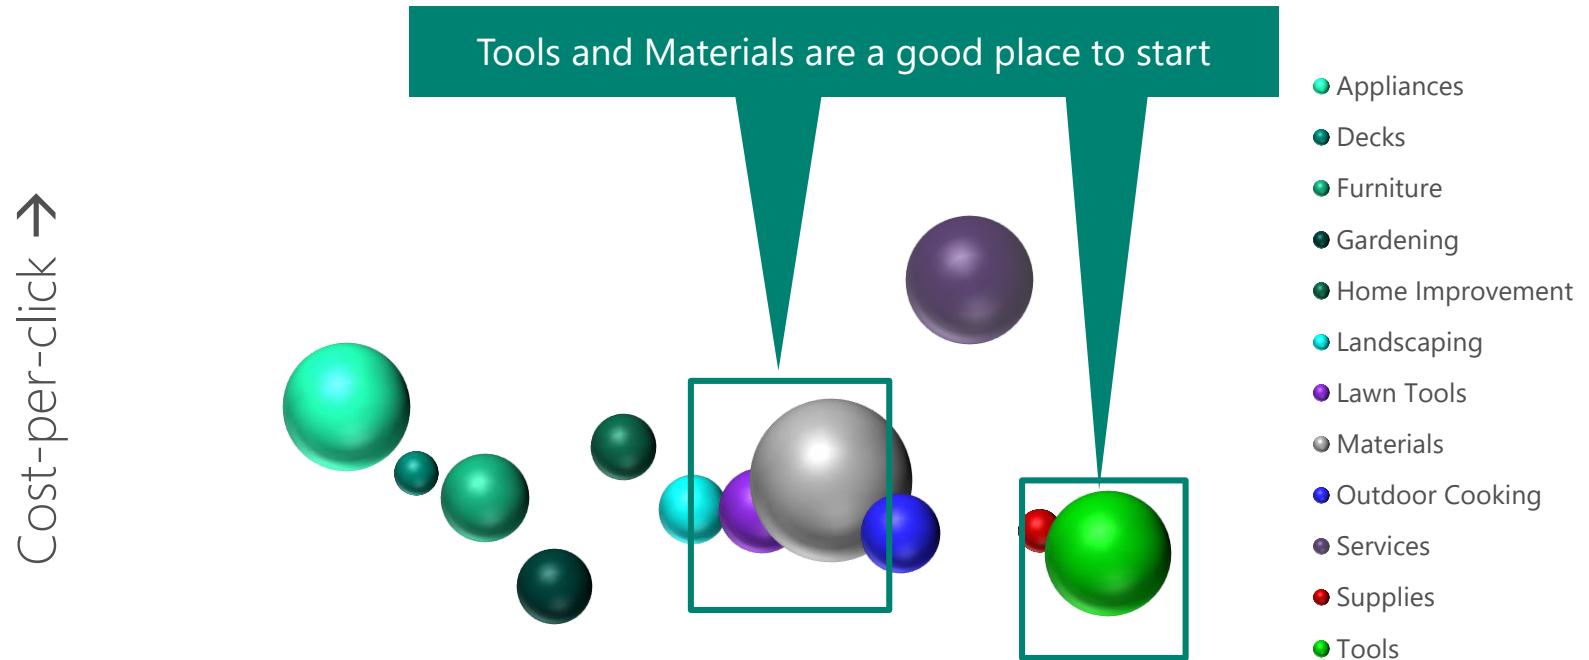 Tools and Materials are a good place to start
Cost-per-click →
Appliances
Decks
Furniture
Gardening
Home Improvement
Landscaping
Lawn Tools
Materials
Outdoor Cooking
Services
Supplies
Tools